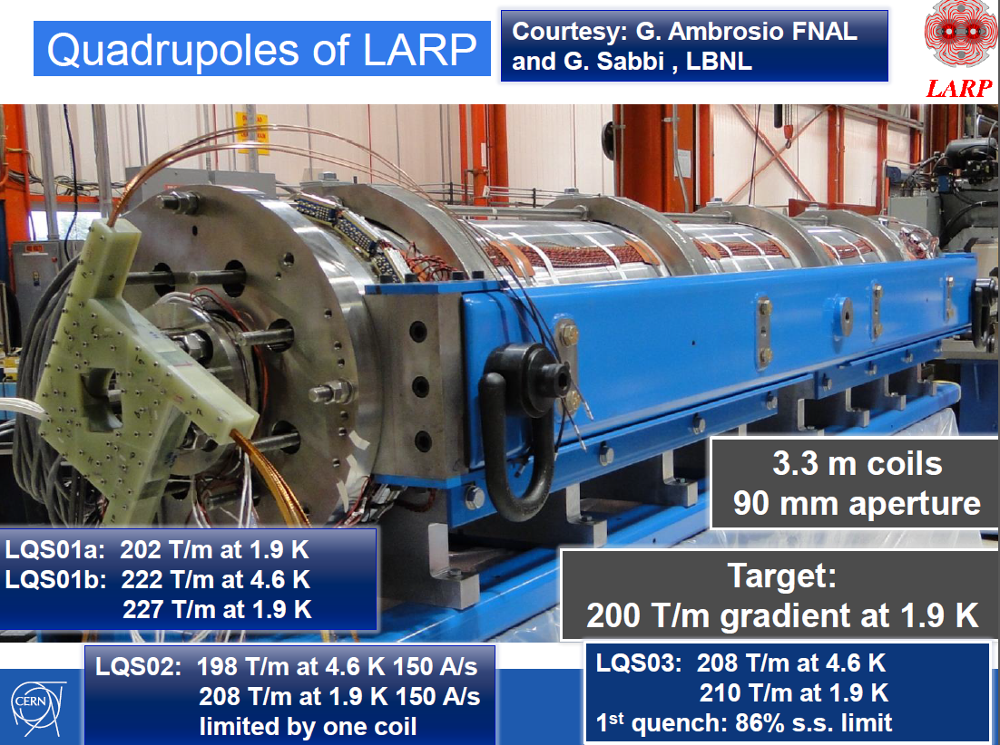 Quadrupoles of LARP
Courtesy: G. Ambrosio FNAL
and G. Sabbi , LBNL
LARP
3.3 m coils
90 mm aperture
LQS01a: 202 T/m at 1.9 K
LQS01b: 222 T/m at 4.6 K
227 T/m at 1.9 K
Target:
200 T/m gradient at 1.9 K
LQS02: 198 T/m at 4.6 K 150 A/s
208 T/m at 1.9 K 150 A/s
limited by one coil
LQS03: 208 T/m at 4.6 K
210 T/m at 1.9 K
1st quench: 86% s.s. limit
CERN